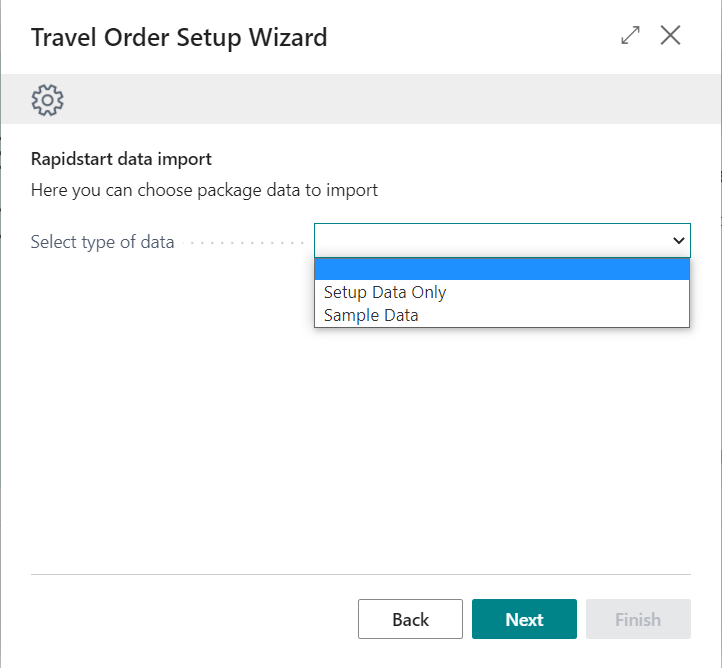 Travel Order Setup Wizard
Rapidstart data import
Here you can choose package data to import
Select type of data
Setup Data Only
Sample Data
Back
Next
Finish